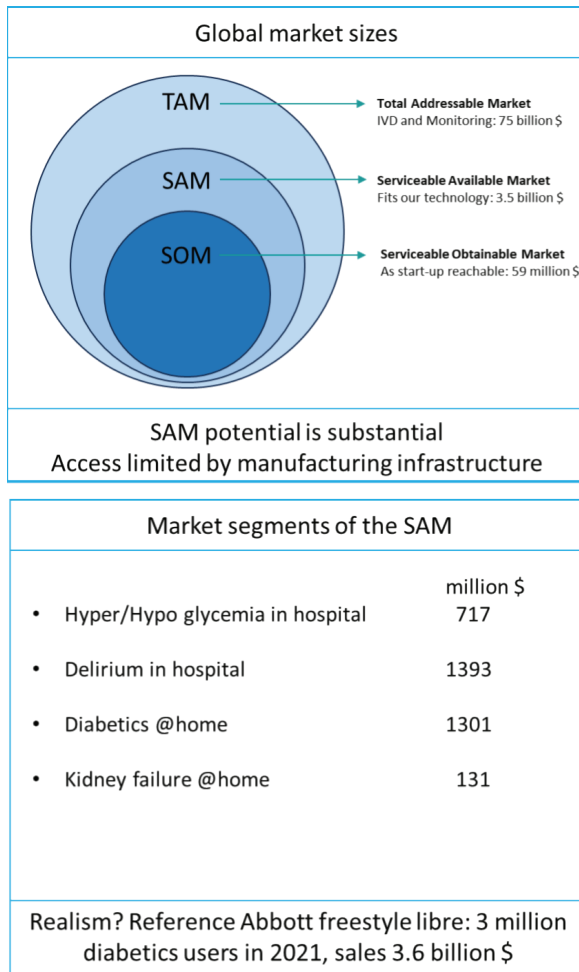 Global market sizes
TAM
Total Addressable Market
IVD and Monitoring: 75 billion $
SAM
Serviceable Available Market
Fits our technology: 3.5 billion $
SOM
Serviceable Obtainable Market
As start-up reachable: 59 million $
SAM potential is substantial
Access limited by manufacturing infrastructure
Market segments of the SAM
million $
• Hyper/Hypo glycemia in hospital 717
• Delirium in hospital 1393
• Diabetics @home 1301
• Kidney failure @home 131
Realism? Reference Abbott freestyle libre: 3 million
diabetics users in 2021, sales 3.6 billion $